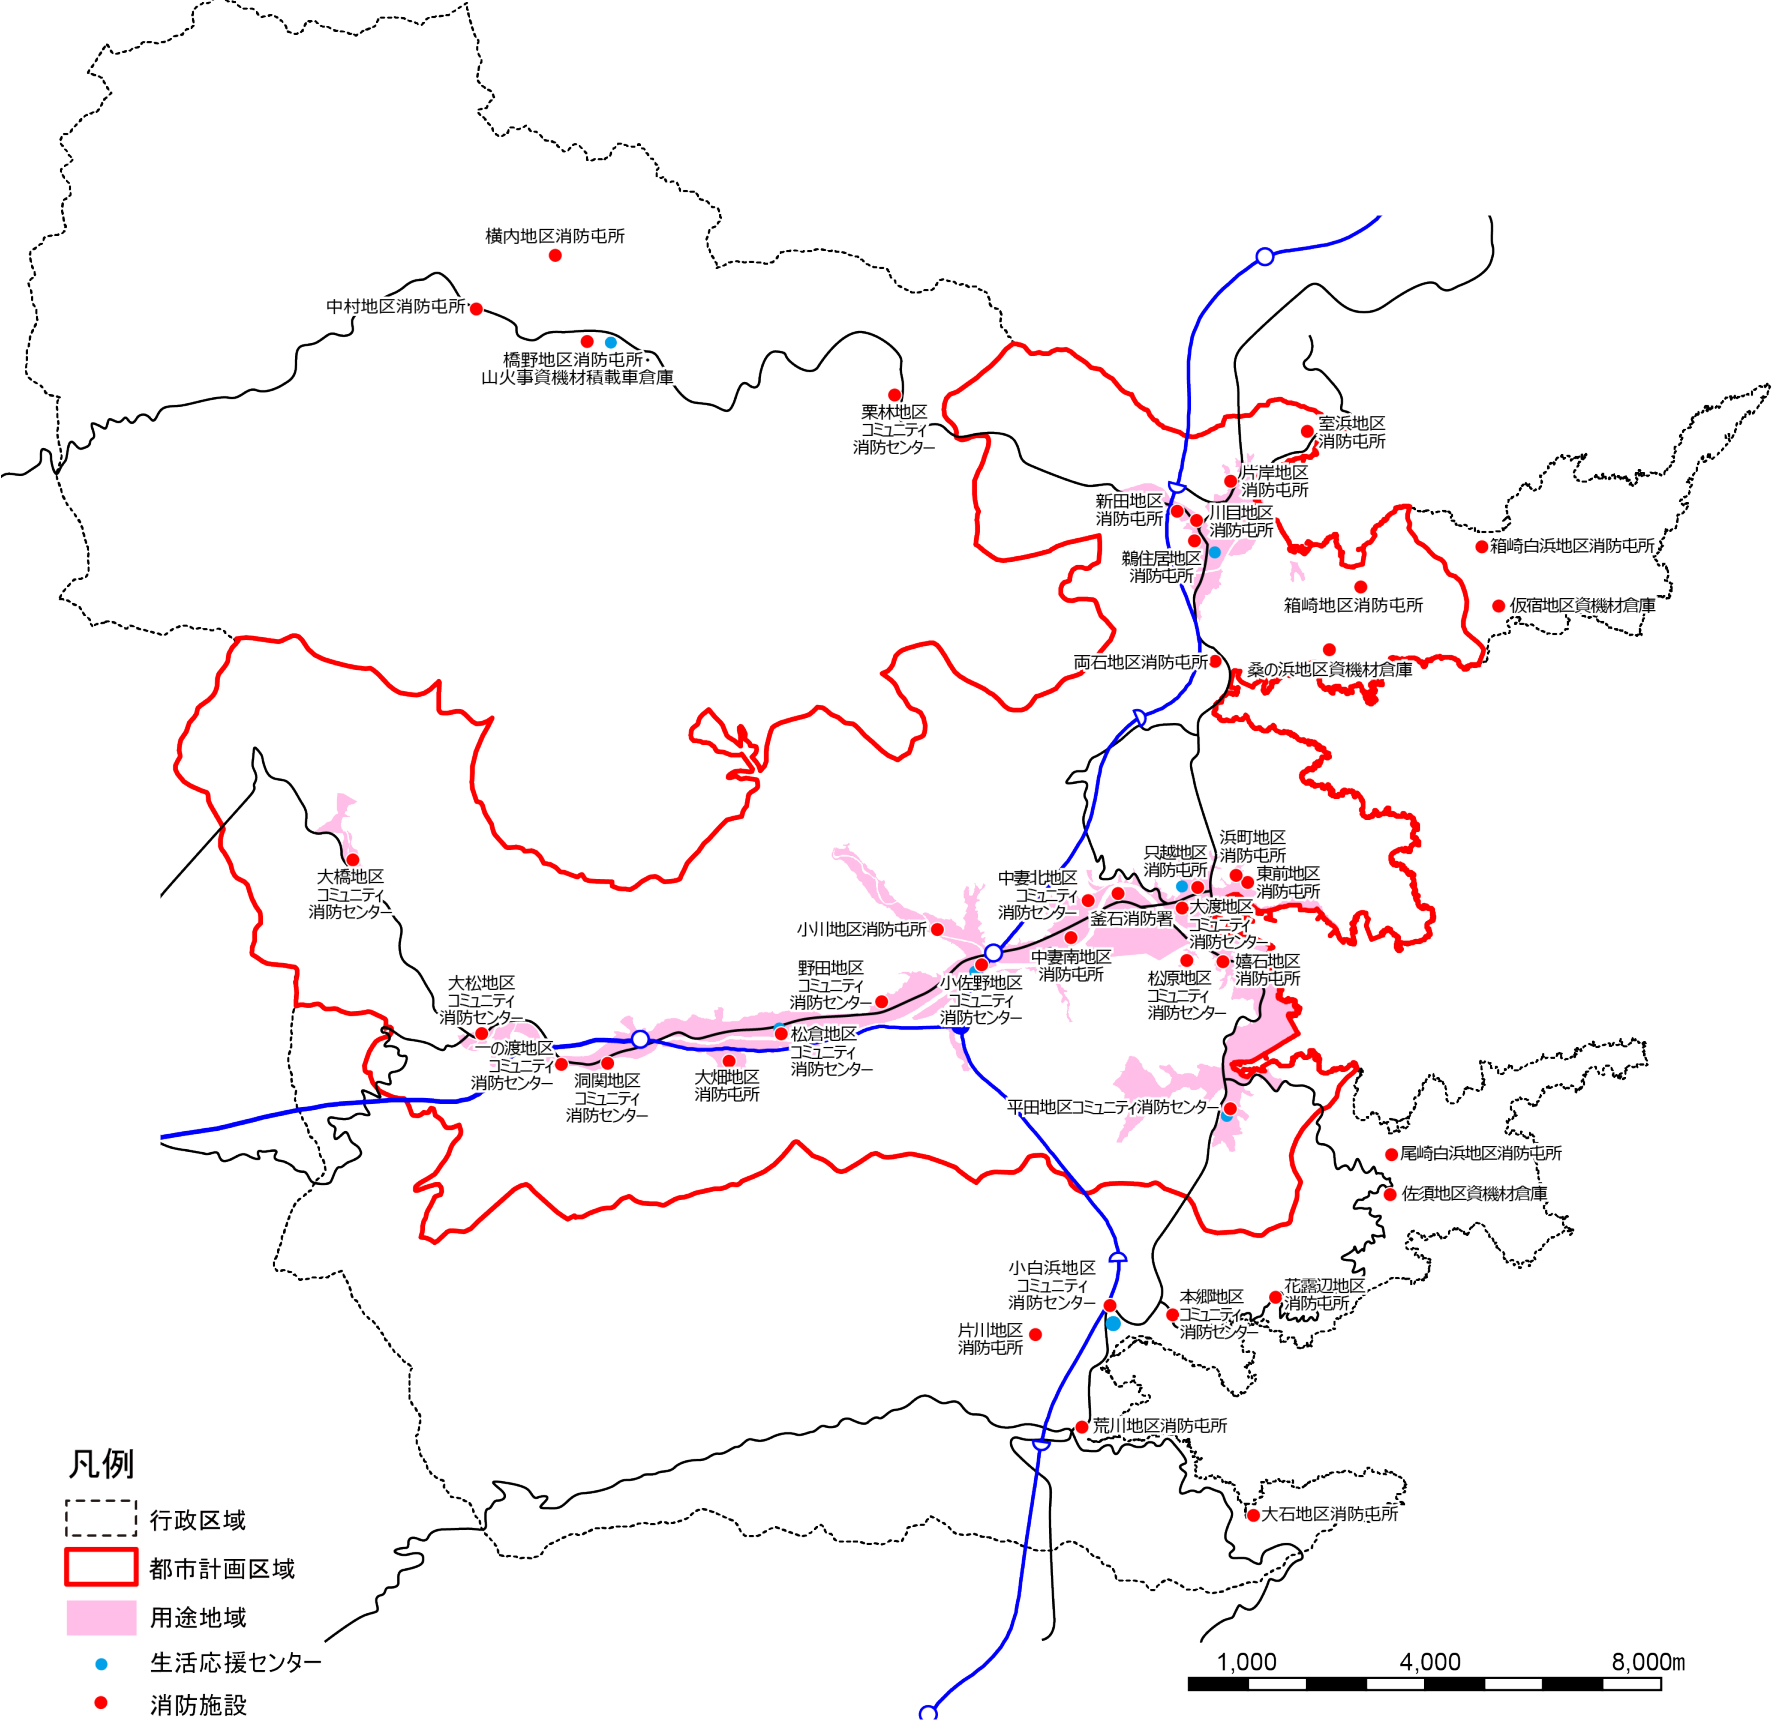 横内地区消防屯所
中村地区消防屯所
橋野地区消防屯所・
山火事資機材積載車倉庫
栗林地区
コミュニティ
消防センター
室浜地区
消防屯所
片岸地区
消防屯所
新田地区
消防屯所
川目地区
消防屯所
鵜住居地区
消防屯所
箱崎白浜地区消防屯所
箱崎地区消防屯所
仮宿地区資機材倉庫
両石地区消防屯所
桑の浜地区資機材倉庫
浜町地区
消防屯所
只越地区
消防屯所
東前地区
消防屯所
中妻北地区
コミュニティ
消防センター
釜石消防署
大渡地区
コミュニティ
消防センター
大橋地区
コミュニティ
消防センター
小川地区消防屯所
中妻南地区
消防屯所
松原地区
コミュニティ
消防センター
嬉石地区
消防屯所
野田地区
コミュニティ
消防センター
小佐野地区
コミュニティ
消防センター
大松地区
コミュニティ
消防センター
一の渡地区
コミュニティ
消防センター
洞関地区
コミュニティ
消防センター
大畑地区
消防屯所
松倉地区
コミュニティ
消防センター
平田地区コミュニティ消防センター
尾崎白浜地区消防屯所
佐須地区資機材倉庫
小白浜地区
コミュニティ
消防センター
片川地区
消防屯所
本郷地区
コミュニティ
消防センター
花露辺地区
消防屯所
荒川地区消防屯所
大石地区消防屯所
凡例
行政区域
都市計画区域
用途地域
生活応援センター
消防施設
1,000 4,000 8,000m